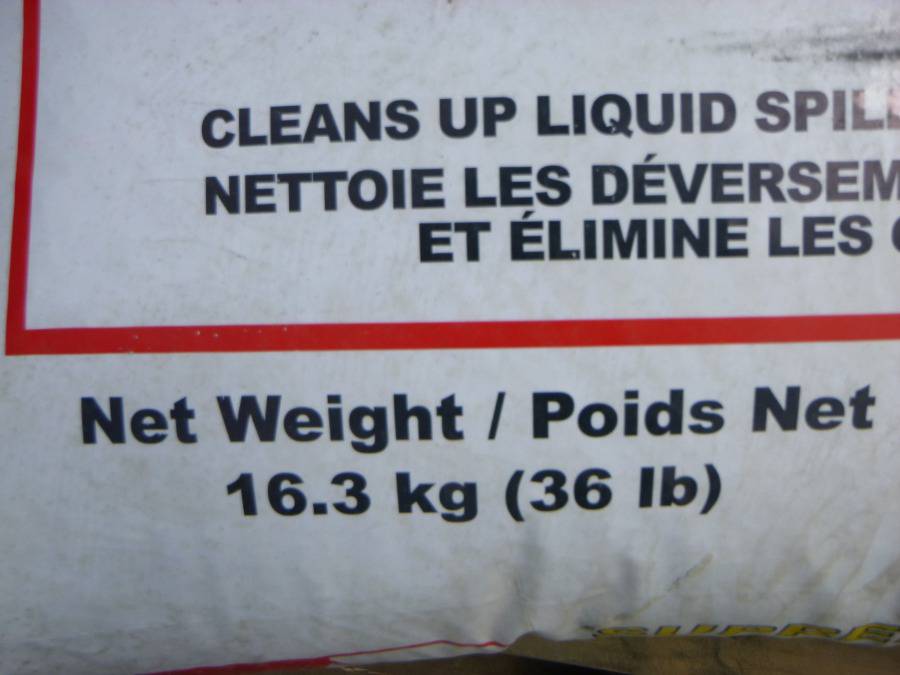 CLEANS UP LIQUID
NETTOIE LES
ET ÉLIMINE LES
Net Weight / Poids Net
16.3 kg (36 lb)